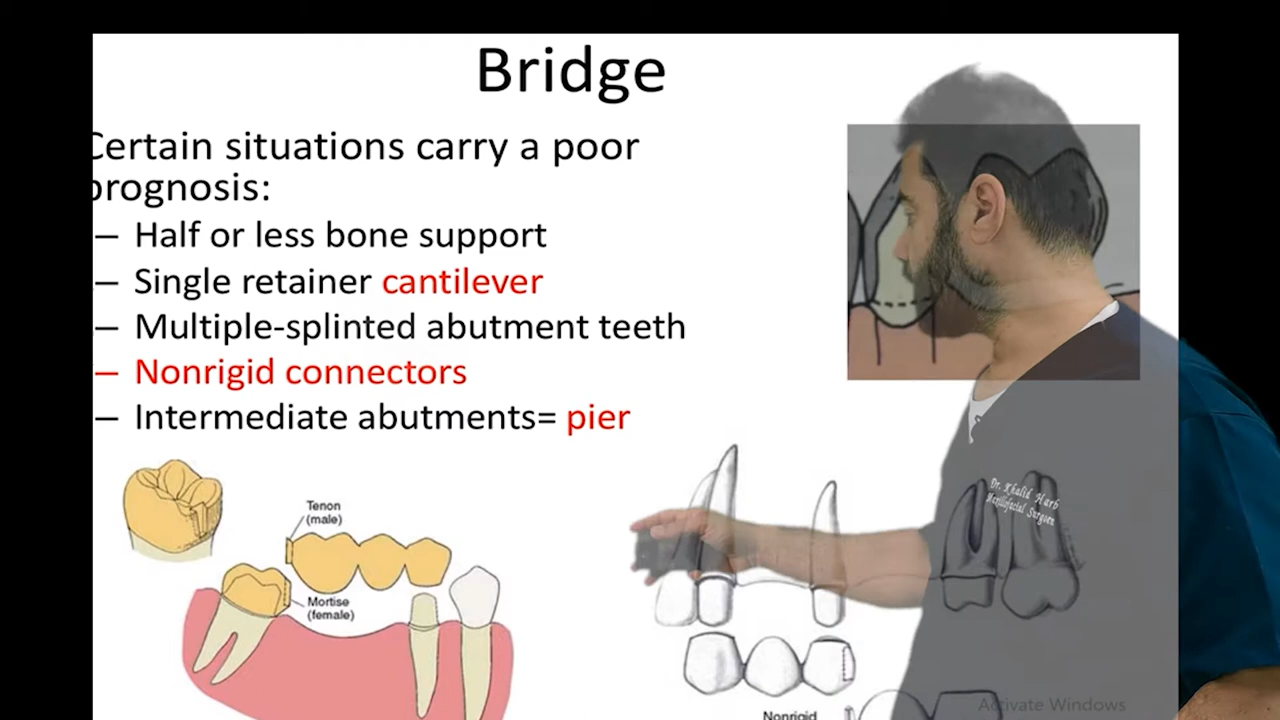 Bridge
Certain situations carry a poor
prognosis:
– Half or less bone support
– Single retainer cantilever
– Multiple-splinted abutment teeth
– Nonrigid connectors
– Intermediate abutments= pier
Tenon
(male)
Mortise
(female)
Dr. Khalid Harb
Maxillofacial Surgeon
Nonrigid
Activate Windows